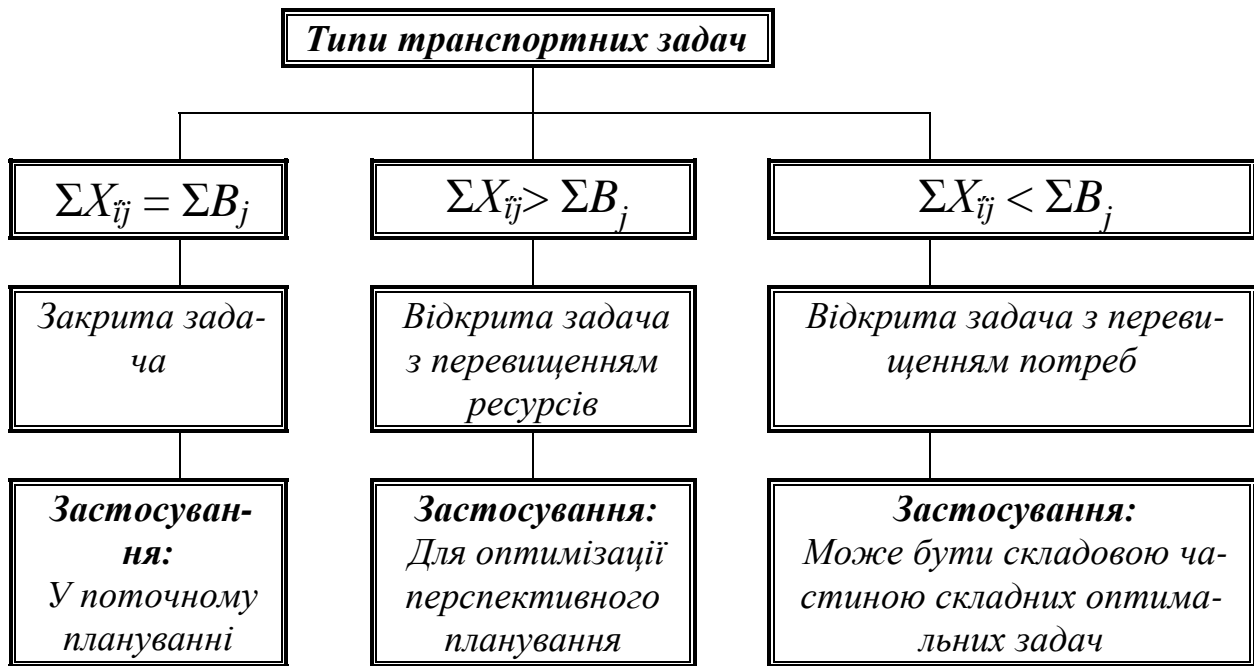 Типи транспортних задач
ΣXїj = ΣBj
ΣXїj> ΣBj
ΣXїj < ΣBj
Закрита зада-
ча
Відкрита задача
з перевищенням
ресурсів
Відкрита задача з переви-
щенням потреб
Застосуван-
ня:
У поточному
плануванні
Застосування:
Для оптимізації
перспективного
планування
Застосування:
Може бути складовою ча-
стиною складних оптима-
льних задач